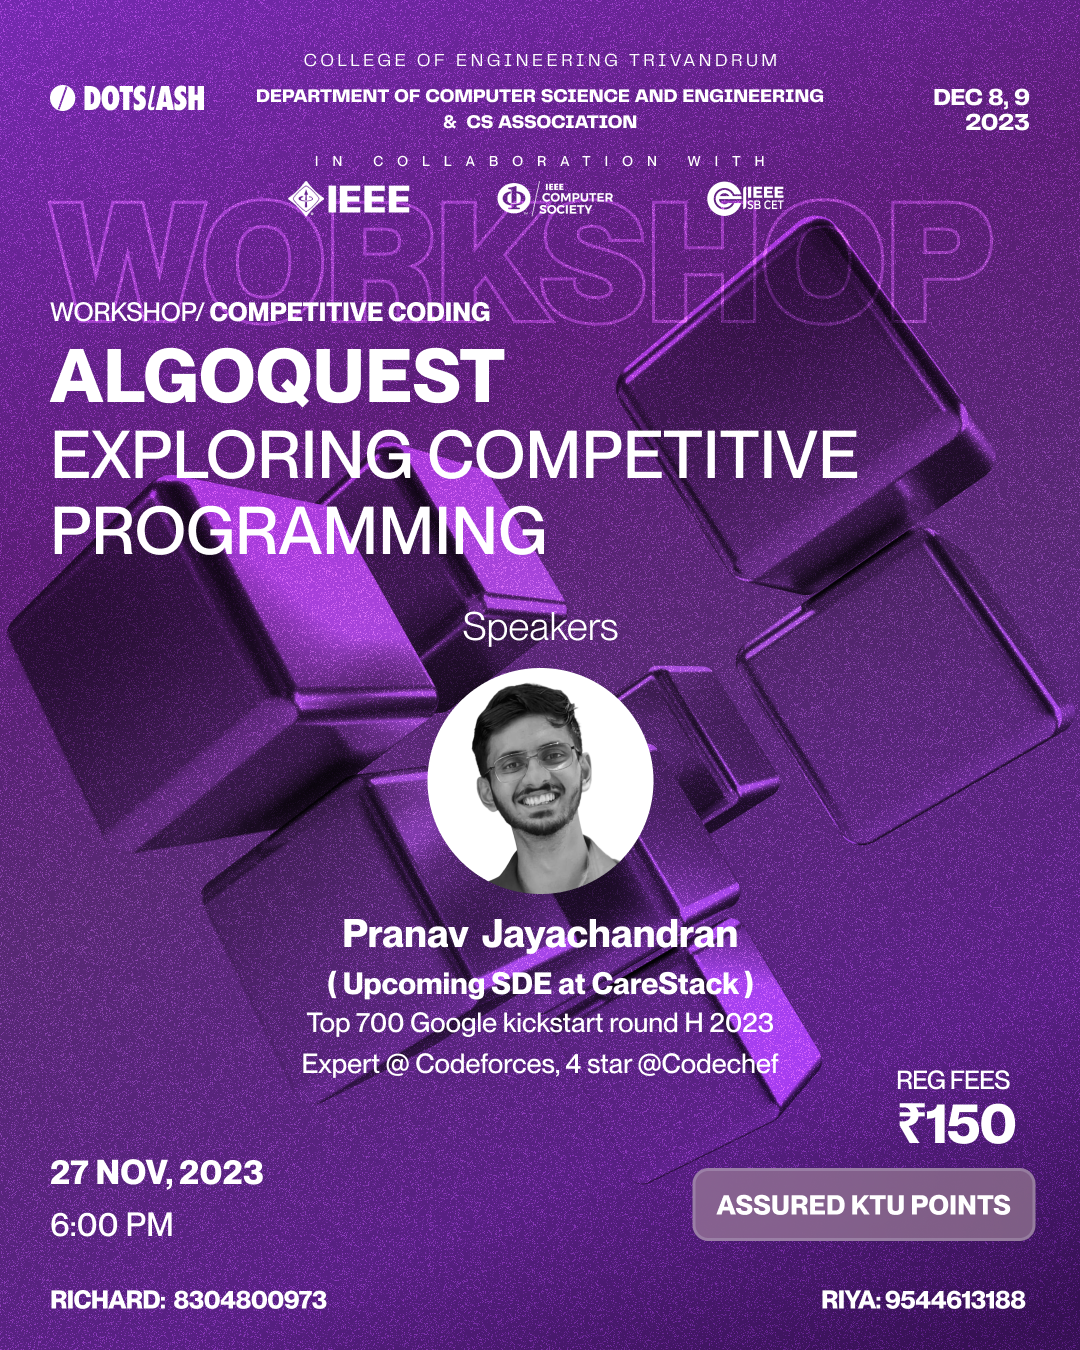 COLLEGE OF ENGINEERING TRIVANDRUM
DOTS/ASH
DEPARTMENT OF COMPUTER SCIENCE AND ENGINEERING
& CS ASSOCIATION
DEC 8, 9
2023
IN COLLABORATION WITH
IEEE
IEEE
COMPUTER
SOCIETY
IEEE
SB CET
WORKSHOP
WORKSHOP/ COMPETITIVE CODING
ALGOQUEST
EXPLORING COMPETITIVE
PROGRAMMING
Speakers
Pranav Jayachandran
( Upcoming SDE at CareStack )
Top 700 Google kickstart round H 2023
Expert @ Codeforces, 4 star @Codechef
REG FEES
₹150
27 NOV, 2023
6:00 PM
ASSURED KTU POINTS
RICHARD: 8304800973
RIYA: 9544613188